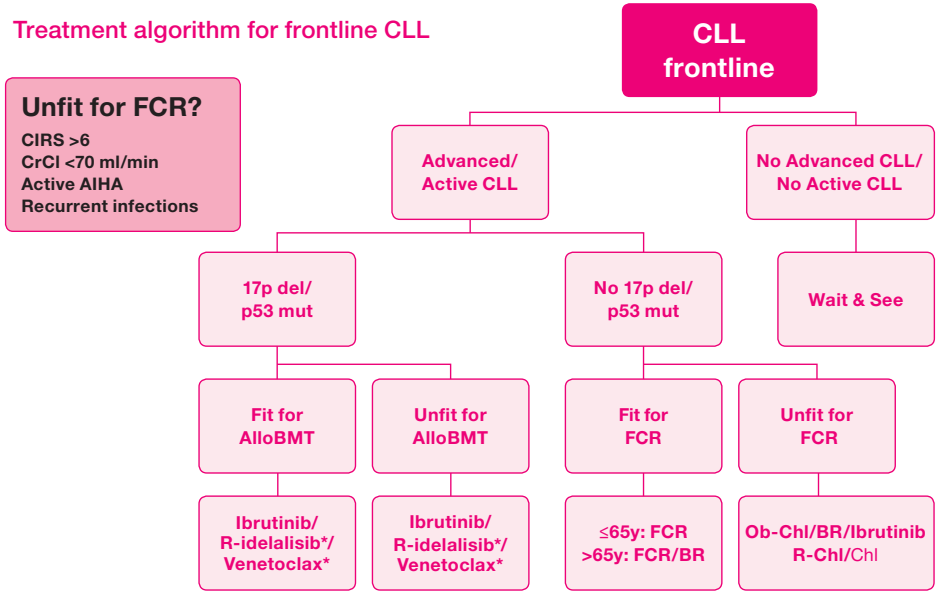 Treatment algorithm for frontline CLL
CLL
frontline
Unfit for FCR?
CIRS >6
CrCl <70 ml/min
Active AIHA
Recurrent infections
Advanced/
Active CLL
No Advanced CLL/
No Active CLL
17p del/
p53 mut
No 17p del/
p53 mut
Wait & See
Fit for
AlloBMT
Unfit for
AlloBMT
Fit for
FCR
Unfit for
FCR
Ibrutinib/
R-idelalisib*/
Venetoclax*
Ibrutinib/
R-idelalisib*/
Venetoclax*
≤65y: FCR
>65y: FCR/BR
Ob-Chl/BR/Ibrutinib
R-Chl/Chl